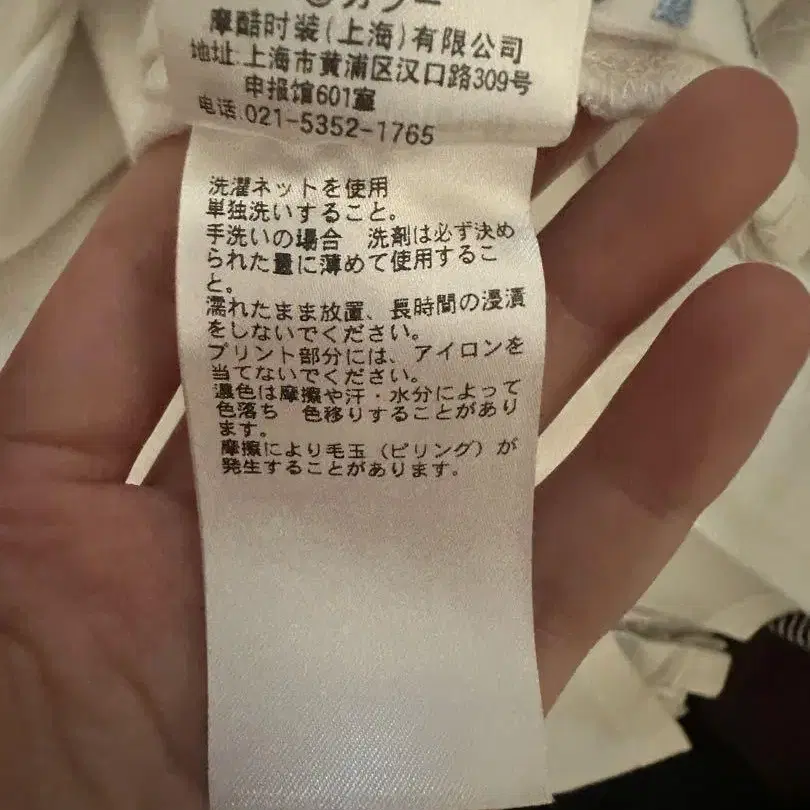 カラー
摩酷时装(上海)有限公司
地址:上海市黄浦区汉口路309号
申报馆601室
电话:021-5352-1765
洗濯ネットを使用
単独洗いすること。
手洗いの場合 洗剤は必ず決め
られた量に薄めて使用するこ
と。
濡れたまま放置、長時間の浸漬
をしないでください。
プリント部分には、アイロンを
当てないでください。
濃色は摩擦や汗・水分によって
色落ち 色移りすることがあり
ます。
摩擦により毛玉(ピリング)が
発生することがあります。